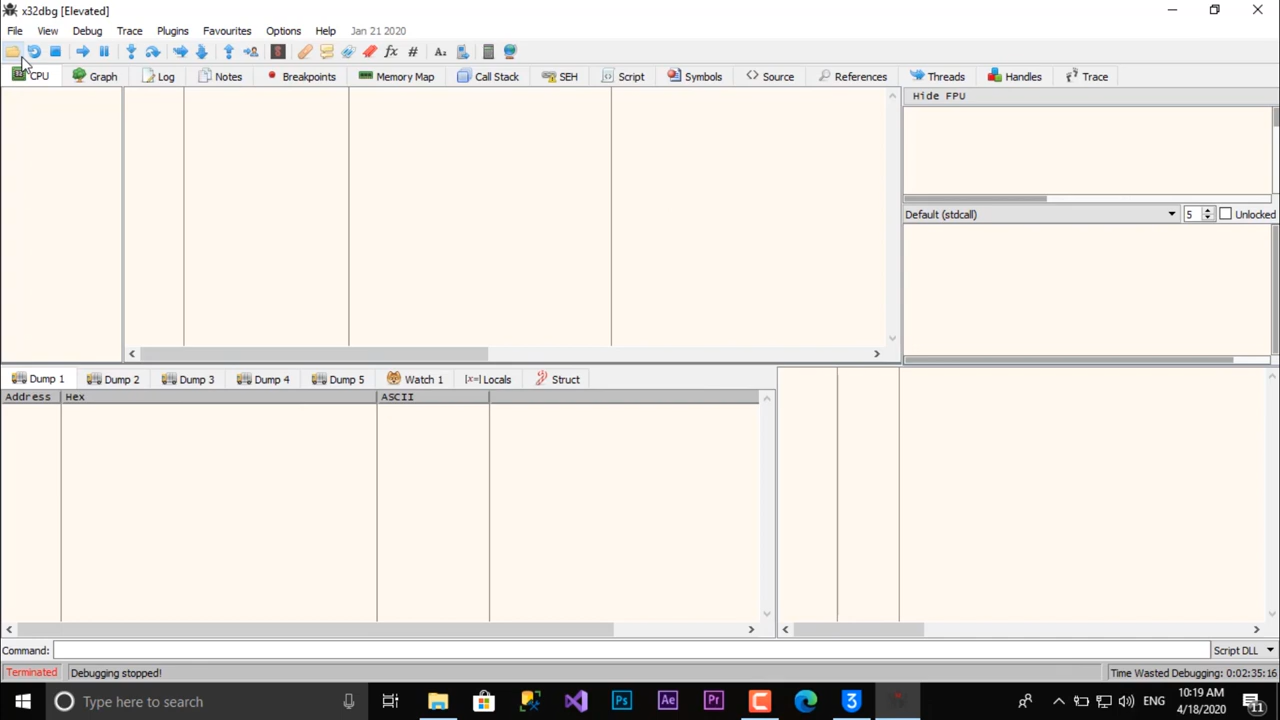 x32dbg [Elevated]
File View Debug Trace Plugins Favourites Options Help Jan 21 2020
CPU Graph Log Notes Breakpoints Memory Map Call Stack SEH Script Symbols Source References Threads Handles Trace
Hide FPU
Default (stdcall) 5 Unlocked
Dump 1 Dump 2 Dump 3 Dump 4 Dump 5 Watch 1 [x=] Locals Struct
Address Hex ASCII
Command: Script DLL
Terminated Debugging stopped! Time Wasted Debugging: 0:02:35:16
Type here to search Ps Ae Pr 3 ENG 10:19 AM
4/18/2020 11